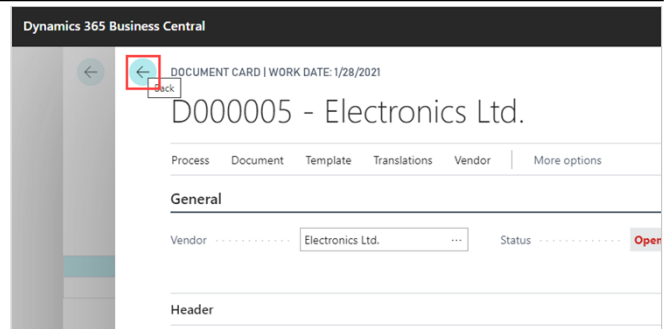 Dynamics 365 Business Central
DOCUMENT CARD | WORK DATE: 1/28/2021
Back
D000005 - Electronics Ltd.
Process Document Template Translations Vendor More options
General
Vendor Electronics Ltd. ... Status Open
Header